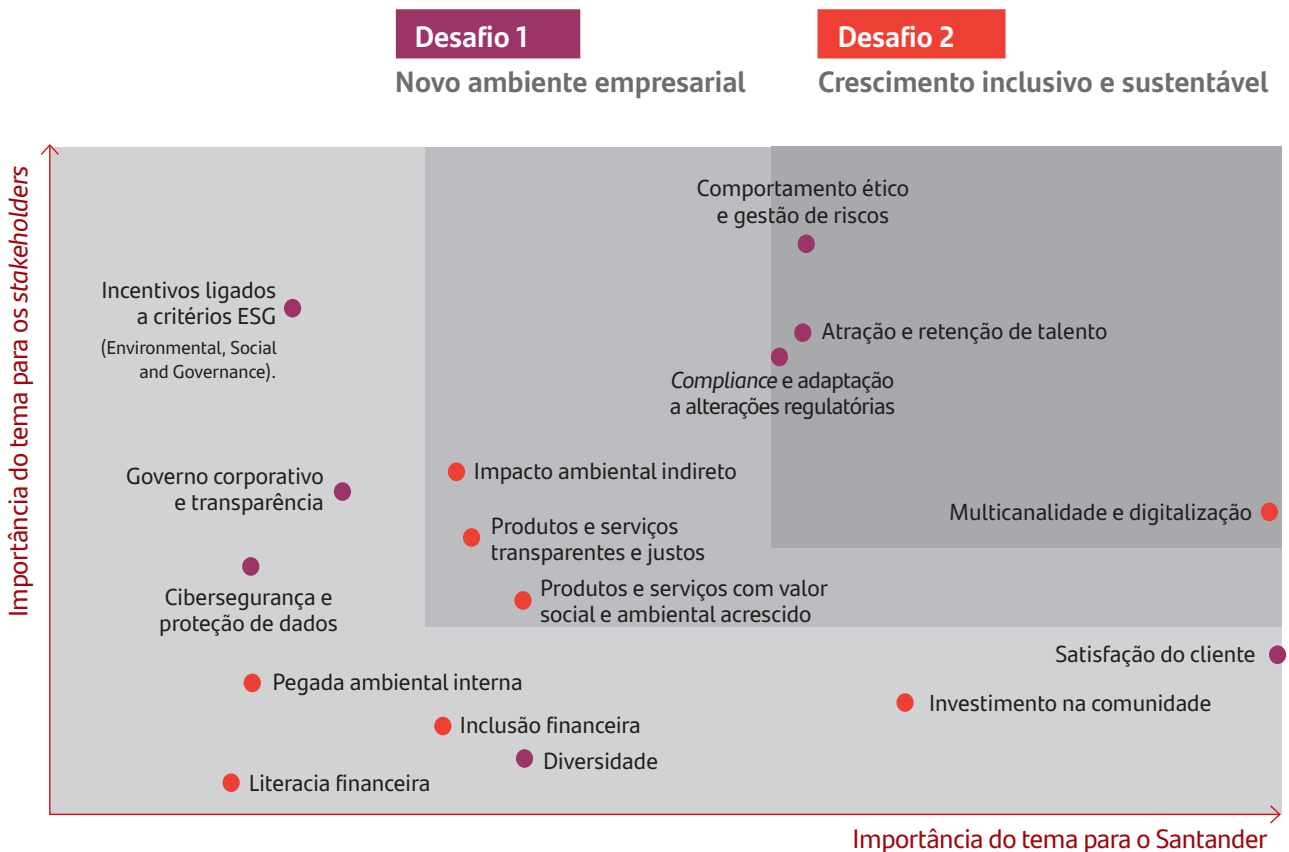 Desafio 1
Novo ambiente empresarial
Desafio 2
Crescimento inclusivo e sustentável
Importância do tema para os stakeholders
Comportamento ético
e gestão de riscos
Incentivos ligados
a critérios ESG
(Environmental, Social
and Governance).
Atração e retenção de talento
Compliance e adaptação
a alterações regulatórias
Governo corporativo
e transparência
Impacto ambiental indireto
Multicanalidade e digitalização
Produtos e serviços
transparentes e justos
Cibersegurança e
proteção de dados
Produtos e serviços com valor
social e ambiental acrescido
Satisfação do cliente
Pegada ambiental interna
Investimento na comunidade
Inclusão financeira
Diversidade
Literacia financeira
Importância do tema para o Santander